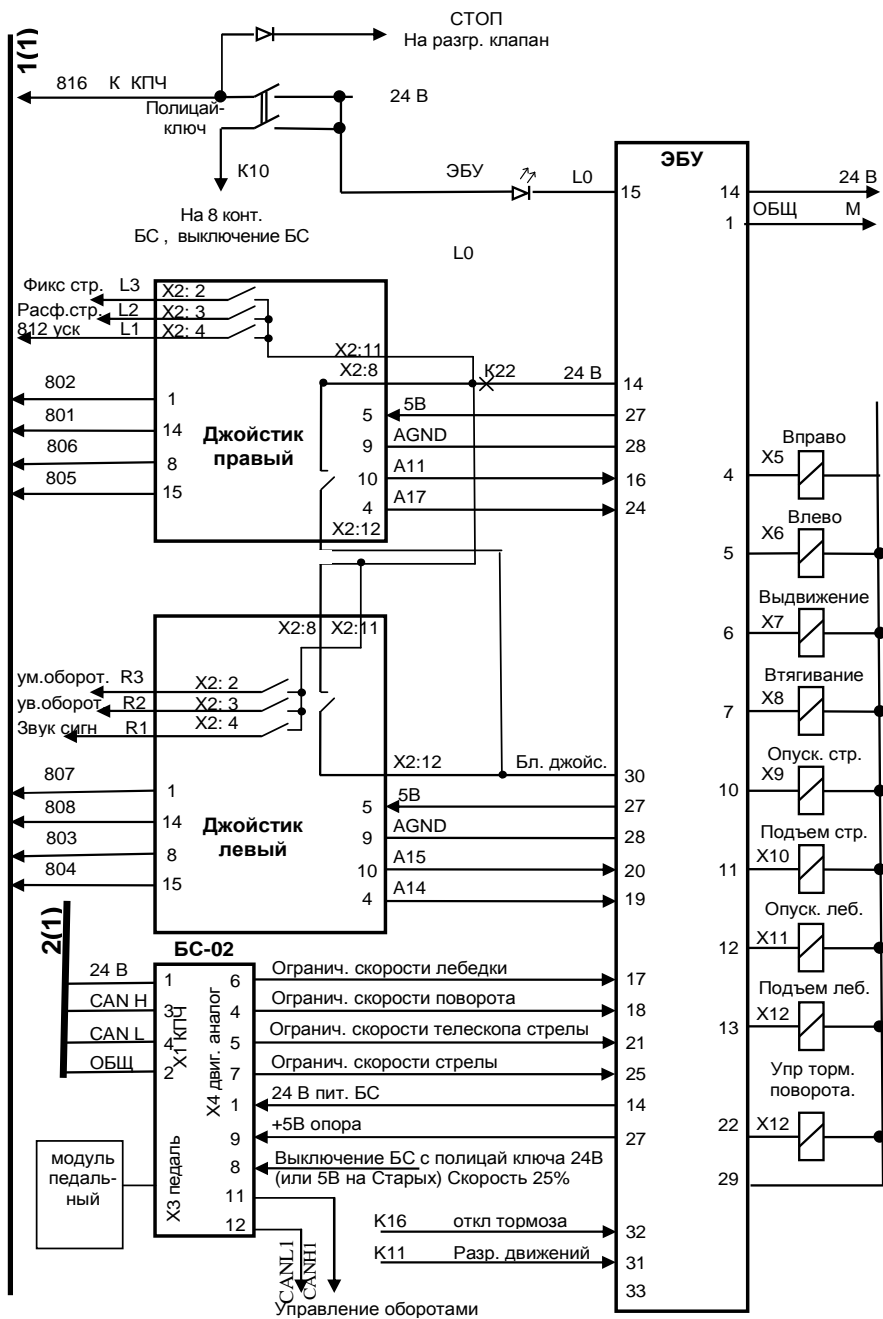 СТОП
На разгр. клапан
1(1)
816 К КПЧ
Полицай-
ключ
24 В
К10
На 8 конт.
БС , выключение БС
ЭБУ
L0
15
ЭБУ
14
24 В
1
ОБЩ М
L0
Фикс стр. L3 X2: 2
Расф.стр. L2 X2: 3
812 уск L1 X2: 4
X2:11
X2:8
К22
24 В
14
802
1
801
14
806
8
805
15
Джойстик
правый
5
5В
27
9
AGND
28
10
А11
16
4
А17
24
X2:12
X2:8
X2:11
ум.оборот. R3 X2: 2
ув.оборот R2 X2: 3
Звук сигн R1 X2: 4
X2:12
Бл. джойс.
30
807
1
808
14
803
8
804
15
Джойстик
левый
5
5В
27
9
AGND
28
10
А15
20
4
А14
19
2(1)
БС-02
24 В
1
CAN H
3
CAN L
4
ОБЩ
2
X1 КПЧ
X4 двиг. аналог
X3 педаль
модуль
педаль-
ный
6
Огранич. скорости лебедки
17
4
Огранич. скорости поворота
18
5
Огранич. скорости телескопа стрелы
21
7
Огранич. скорости стрелы
25
1
24 В пит. БС
14
9
+5В опора
27
8
Выключение БС с полицай ключа 24В
(или 5В на Старых) Скорость 25%
11
12
CANL1
CANH1
Управление оборотами
К16 откл тормоза
32
К11 Разр. движений
31
33
Вправо
4
X5
Влево
5
X6
Выдвижение
6
X7
Втягивание
7
X8
Опуск. стр.
10
X9
Подъем стр.
11
X10
Опуск. леб.
12
X11
Подъем леб.
13
X12
Упр торм.
поворота.
22
X12
29